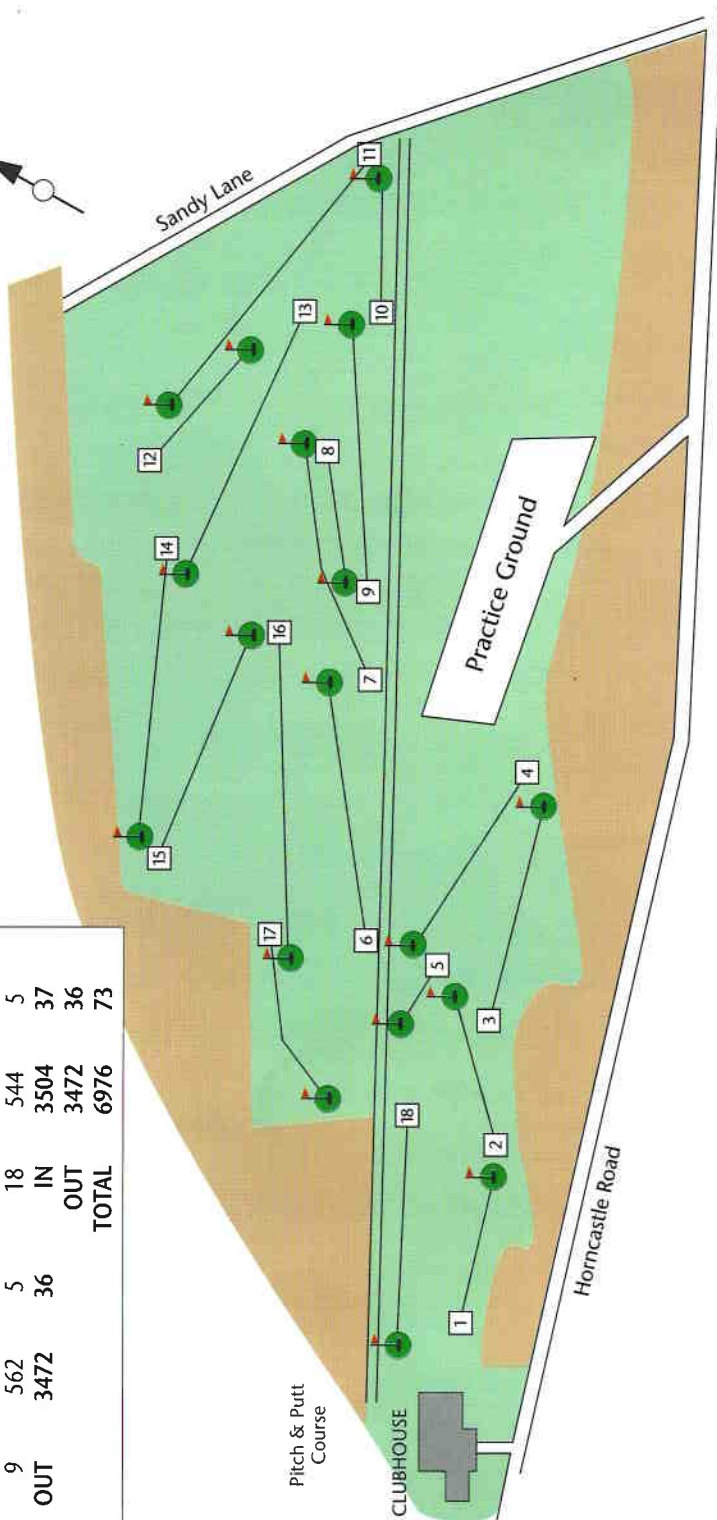 9 562 5 18 544 5
OUT 3472 36 IN 3504 37
OUT 3472 36
TOTAL 6976 73
Sandy Lane
Pitch & Putt
Course
CLUBHOUSE
Practice Ground
Horncastle Road
1
2
3
4
5
6
7
8
9
10
11
12
13
14
15
16
17
18